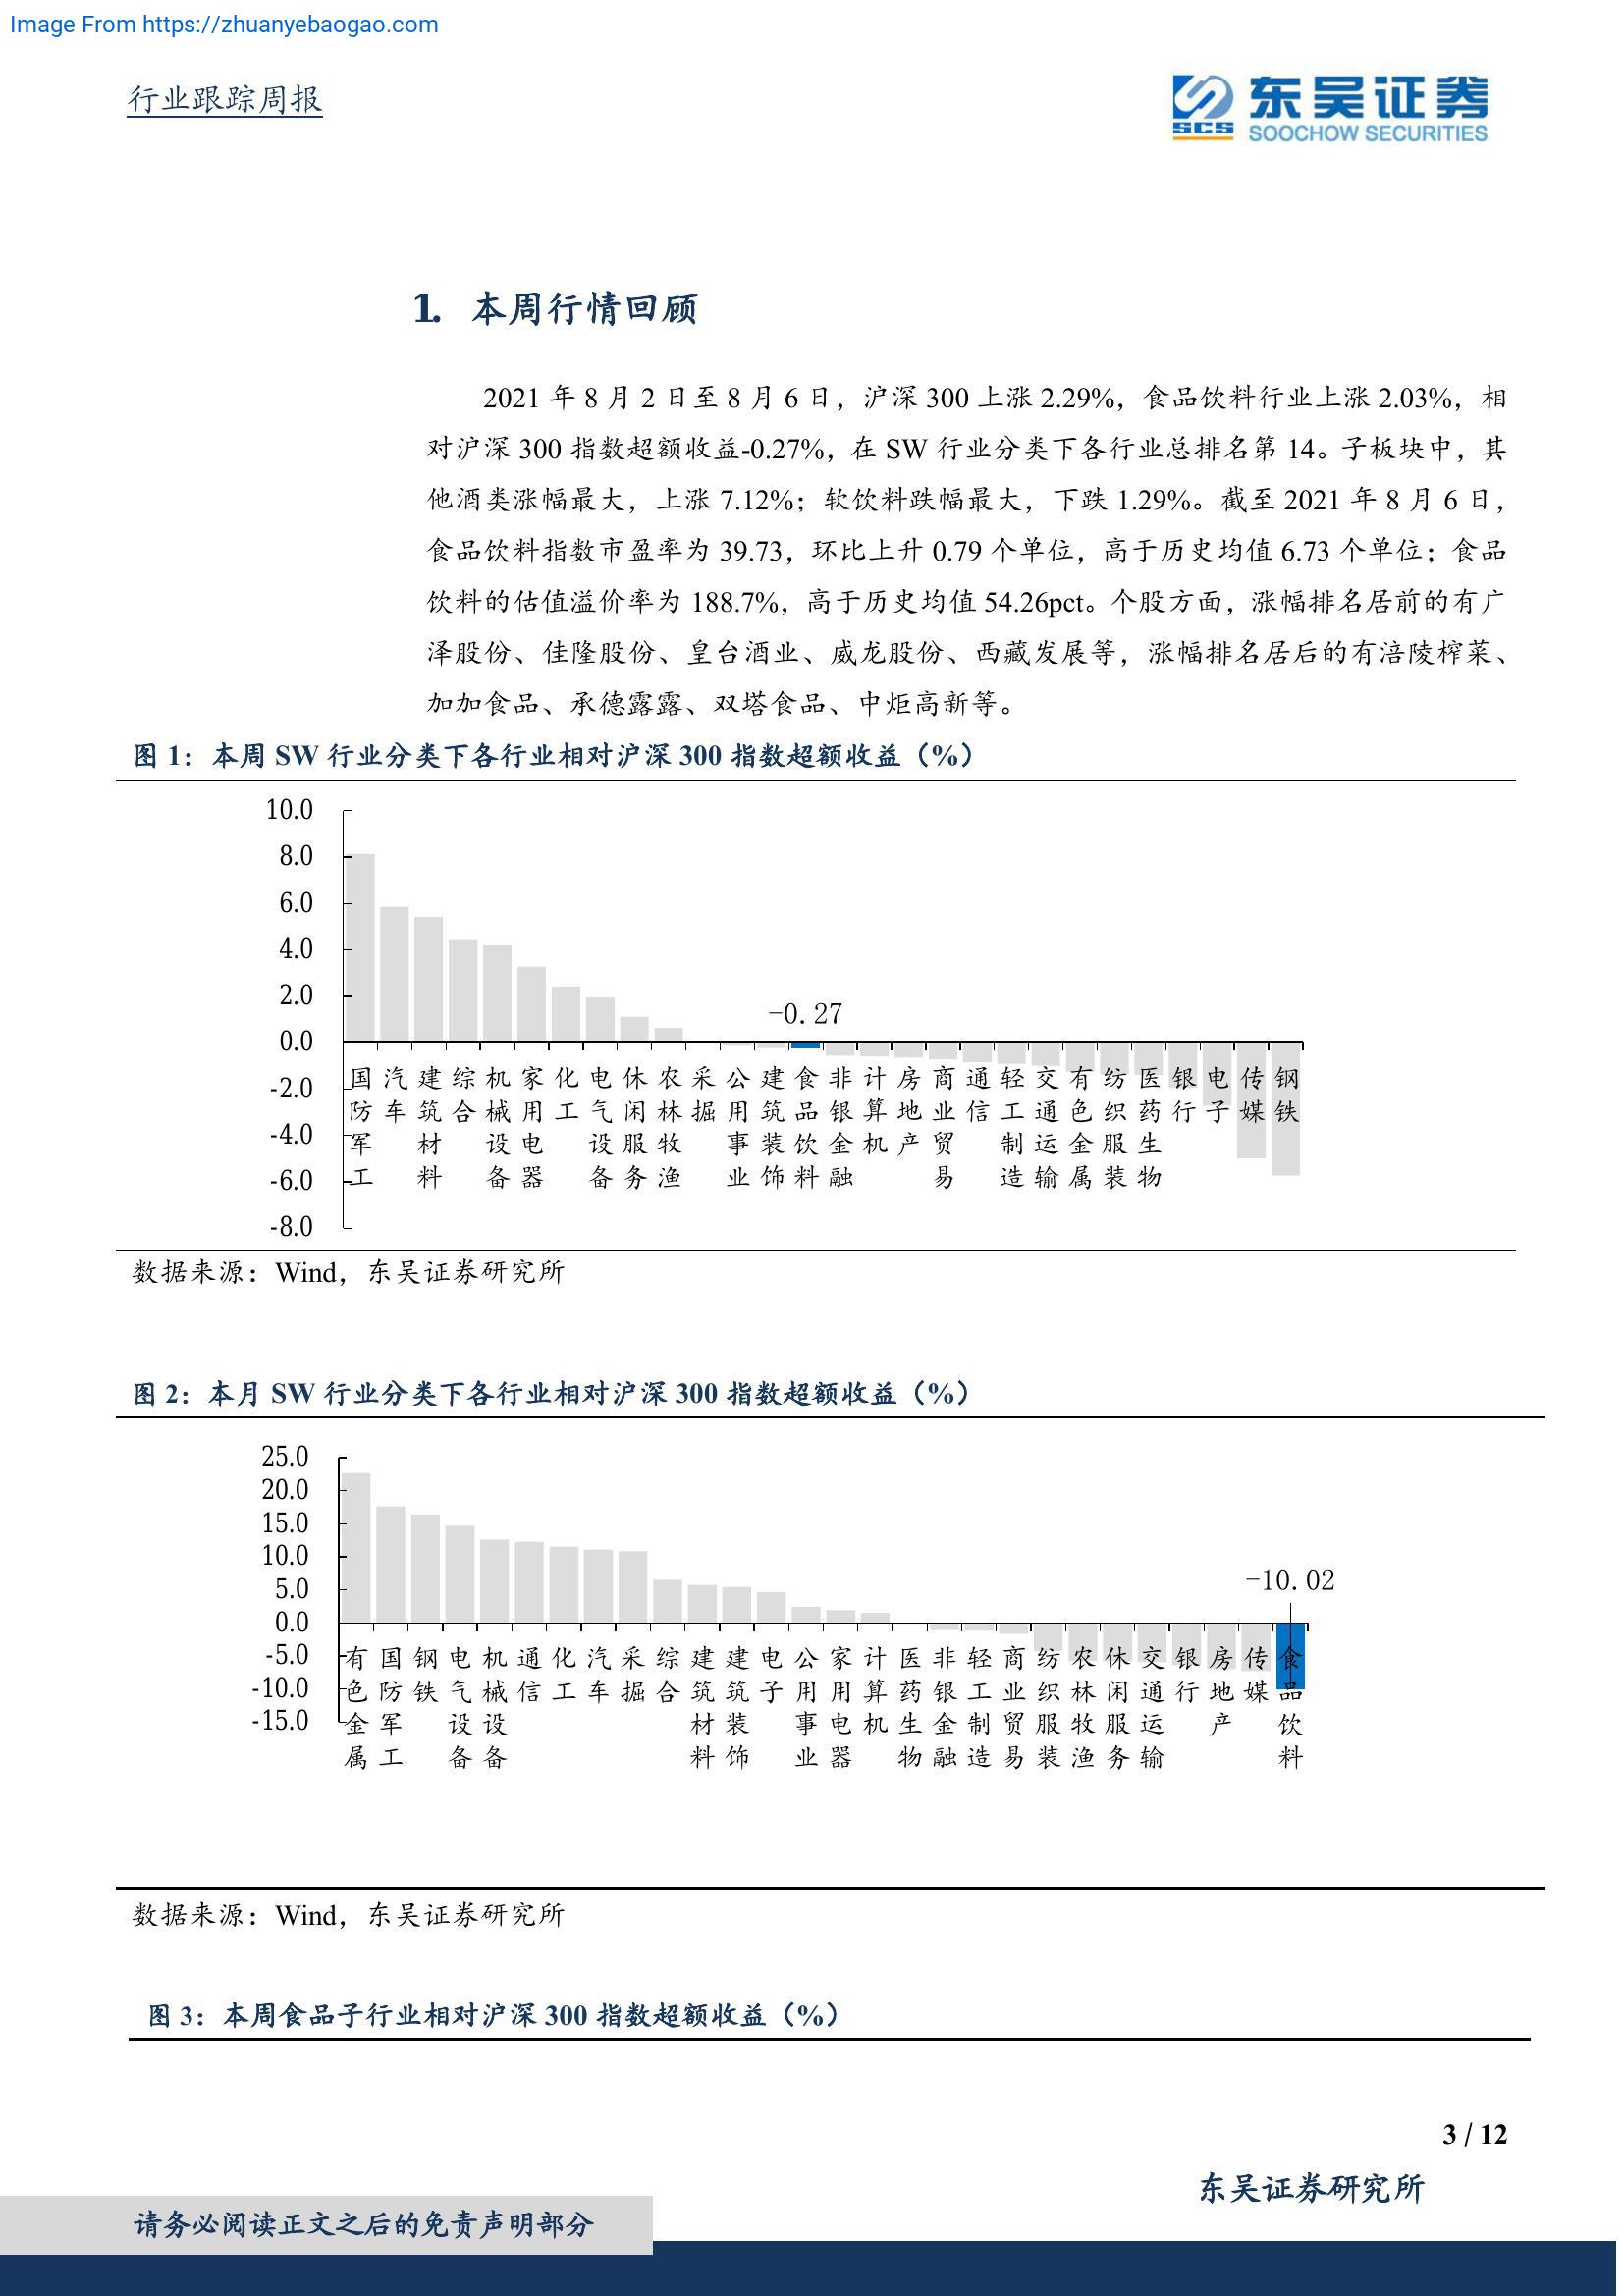 Image From https://zhuanyebaogao.com
行业跟踪周报
东吴证券
SCS
SOOCHOW SECURITIES
1. 本周行情回顾
2021 年 8 月 2 日至 8 月 6 日，沪深 300 上涨 2.29%，食品饮料行业上涨 2.03%，相
对沪深 300 指数超额收益-0.27%，在 SW 行业分类下各行业总排名第 14。子板块中，其
他酒类涨幅最大，上涨 7.12%；软饮料跌幅最大，下跌 1.29%。截至 2021 年 8 月 6 日，
食品饮料指数市盈率为 39.73，环比上升 0.79 个单位，高于历史均值 6.73 个单位；食品
饮料的估值溢价率为 188.7%，高于历史均值 54.26pct。个股方面，涨幅排名居前的有广
泽股份、佳隆股份、皇台酒业、威龙股份、西藏发展等，涨幅排名居后的有涪陵榨菜、
加加食品、承德露露、双塔食品、中炬高新等。
图 1：本周 SW 行业分类下各行业相对沪深 300 指数超额收益（%）
10.0
8.0
6.0
4.0
2.0
0.0
-2.0
-4.0
-6.0
-8.0
-0.27
国防军工
汽车
建筑材料
综合
机械设备
家用电器
化工
电气设备
休闲服务
农林牧渔
采掘
公用事业
建筑装饰
食品饮料
非银金融
计算机
房地产
商业贸易
通信
轻工制造
交通运输
有色金属
纺织服装
医药生物
银行
电子
传媒
钢铁
数据来源：Wind，东吴证券研究所
图 2：本月 SW 行业分类下各行业相对沪深 300 指数超额收益（%）
25.0
20.0
15.0
10.0
5.0
0.0
-5.0
-10.0
-15.0
-10.02
有色金属
国防军工
钢铁
电气设备
机械设备
通信
化工
汽车
采掘
综合
建筑材料
建筑装饰
电子
公用事业
家用电器
计算机
医药生物
非银金融
轻工制造
商业贸易
纺织服装
农林牧渔
休闲服务
交通运输
银行
房地产
传媒
食品饮料
数据来源：Wind，东吴证券研究所
图 3：本周食品子行业相对沪深 300 指数超额收益（%）
3 / 12
东吴证券研究所
请务必阅读正文之后的免责声明部分